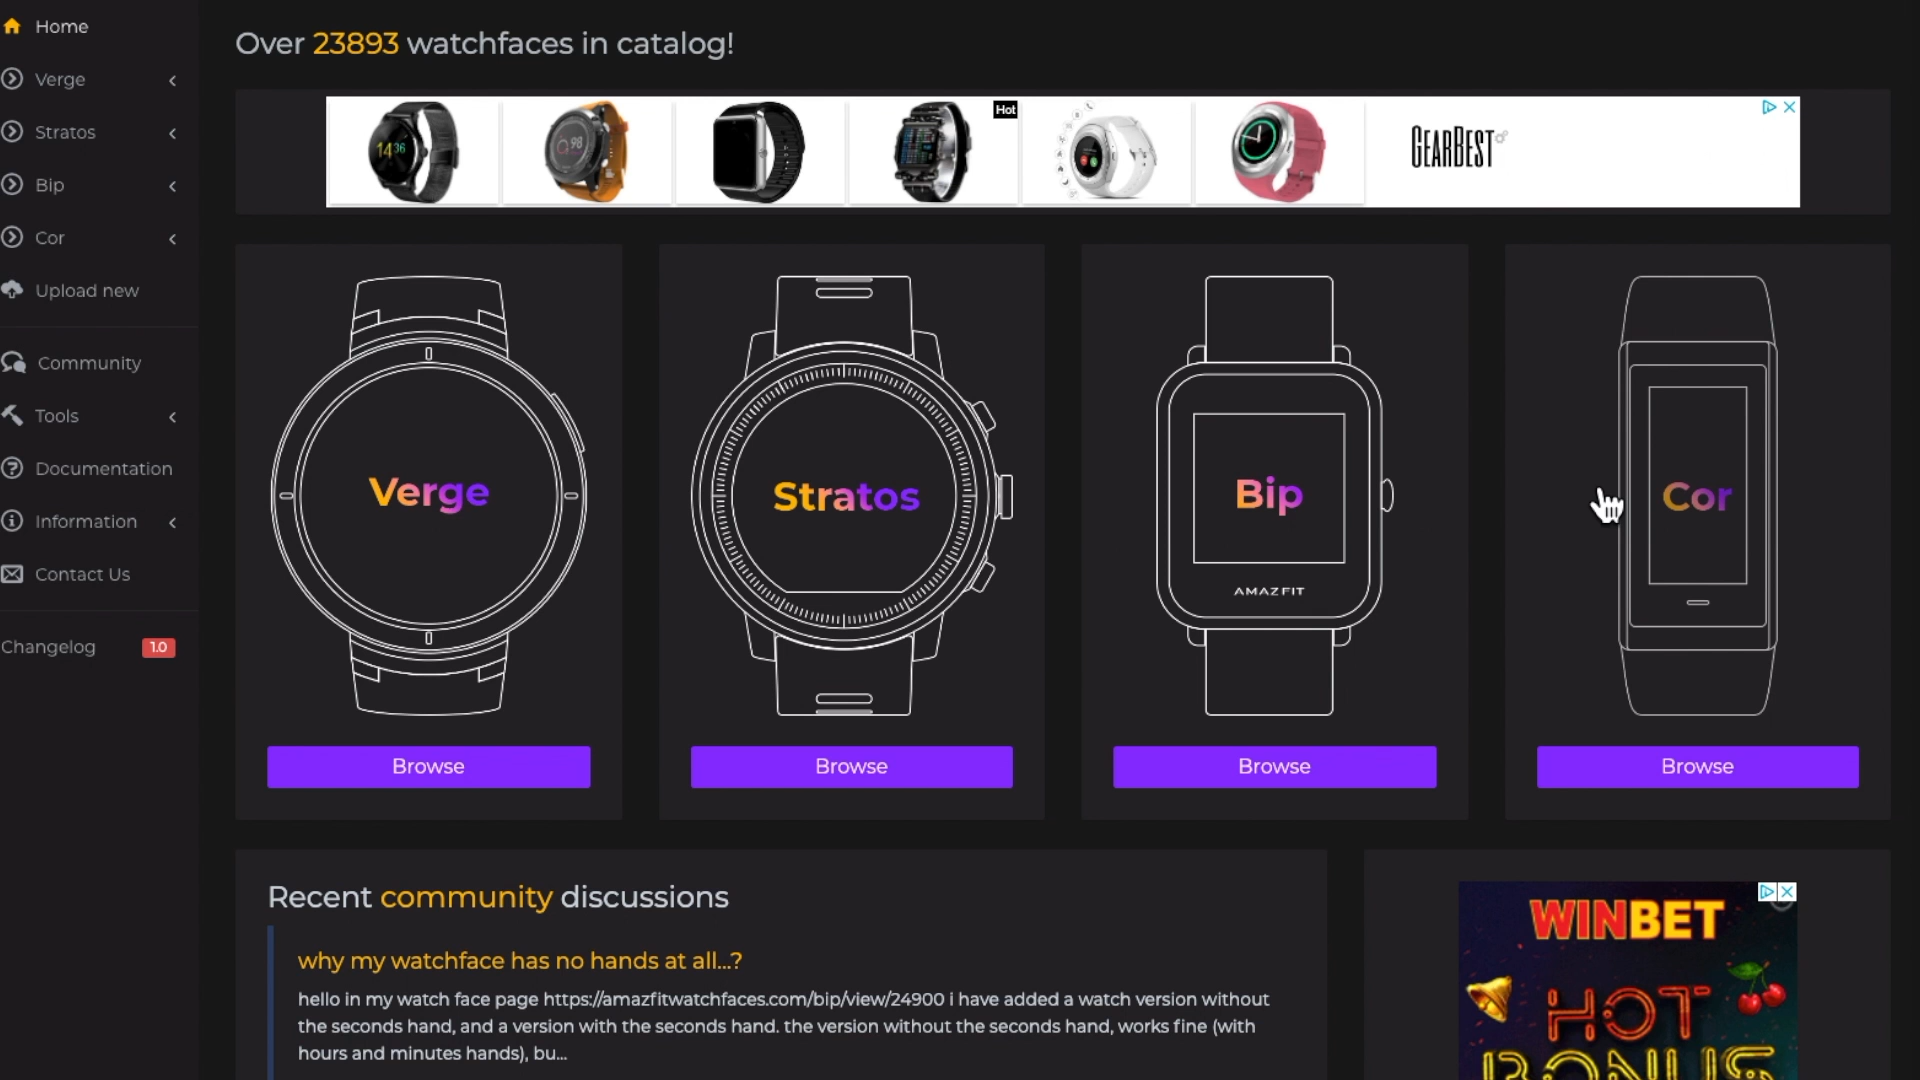 Home
Over 23893 watchfaces in catalog!
Verge
Stratos
Bip
Cor
Upload new
Community
Tools
Documentation
Information
Contact Us
Changelog 1.0
14 36
98
Hot
GEARBEST
Verge
Stratos
Bip
AMAZFIT
Cor
Browse
Browse
Browse
Browse
Recent community discussions
why my watchface has no hands at all...?
hello in my watch face page https://amazfitwatchfaces.com/bip/view/24900 i have added a watch version without
the seconds hand, and a version with the seconds hand. the version without the seconds hand, works fine (with
hours and minutes hands), bu...
WINBET
HOT
BONUS